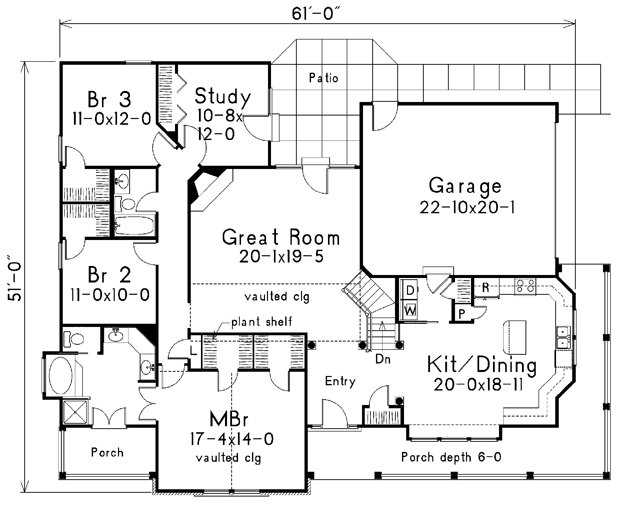 61'-0"
Patio
Br 3
11-0x12-0
Study
10-8x
12-0
Garage
22-10x20-1
Great Room
20-1x19-5
51'-0"
Br 2
11-0x10-0
vaulted clg
plant shelf
D
W
R
P
L
Dn
Kit/Dining
20-0x18-11
Entry
MBr
17-4x14-0
vaulted clg
Porch
Porch depth 6-0